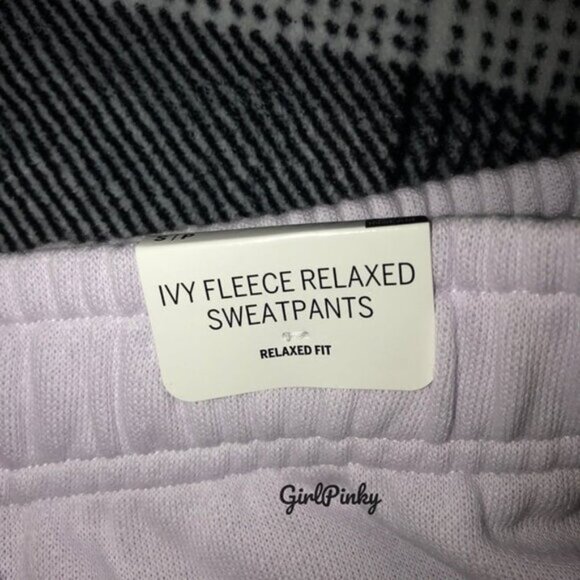 S/P
IVY FLEECE RELAXED
SWEATPANTS
RELAXED FIT
GirlPinky